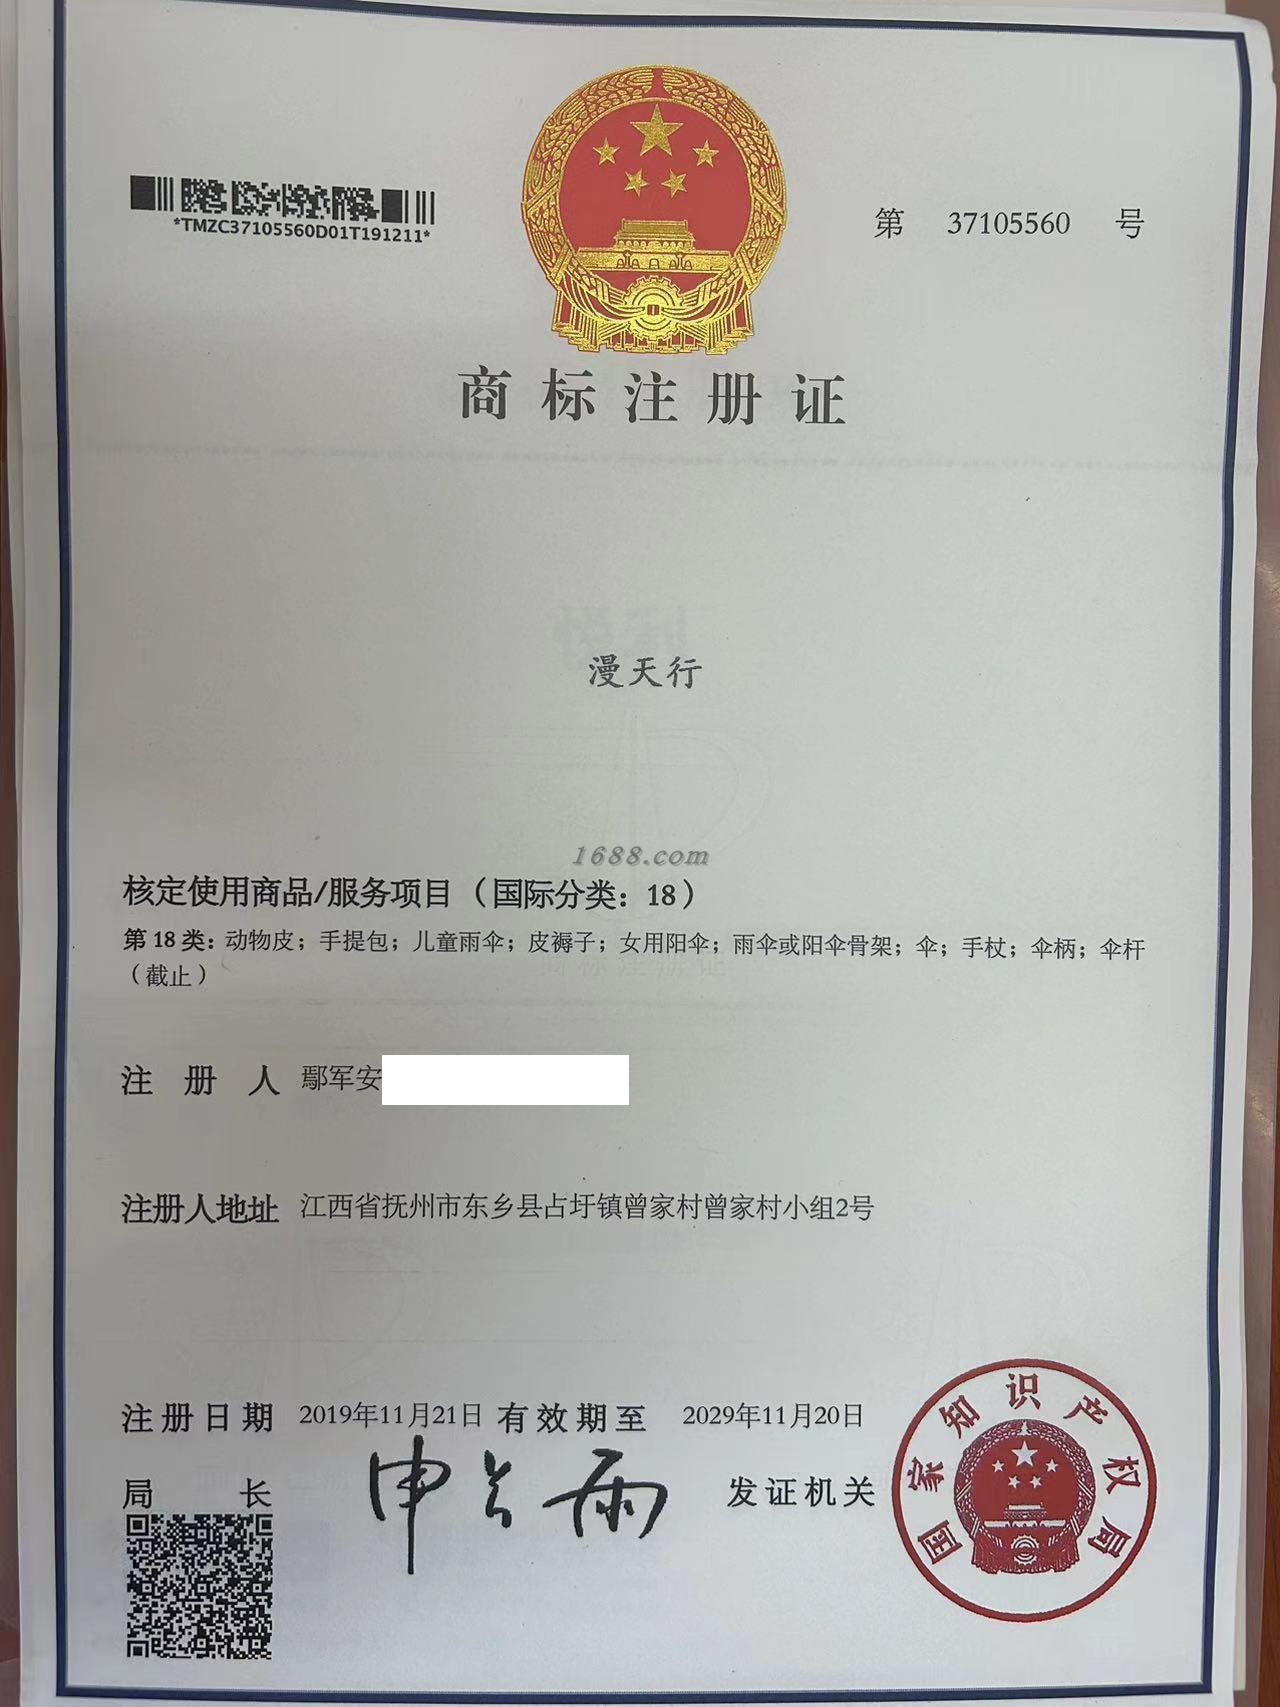 *TMZC37105560D01T191211*
第 37105560 号
商标注册证
漫天行
1688.com
核定使用商品/服务项目（国际分类：18）
第 18 类：动物皮；手提包；儿童雨伞；皮褥子；女用阳伞；雨伞或阳伞骨架；伞；手杖；伞柄；伞杆
（截止）
注册人 鄢军安
注册人地址 江西省抚州市东乡县占圩镇曾家村曾家村小组2号
注册日期 2019年11月21日 有效期至 2029年11月20日
局长 申长雨 发证机关
国家知识产权局